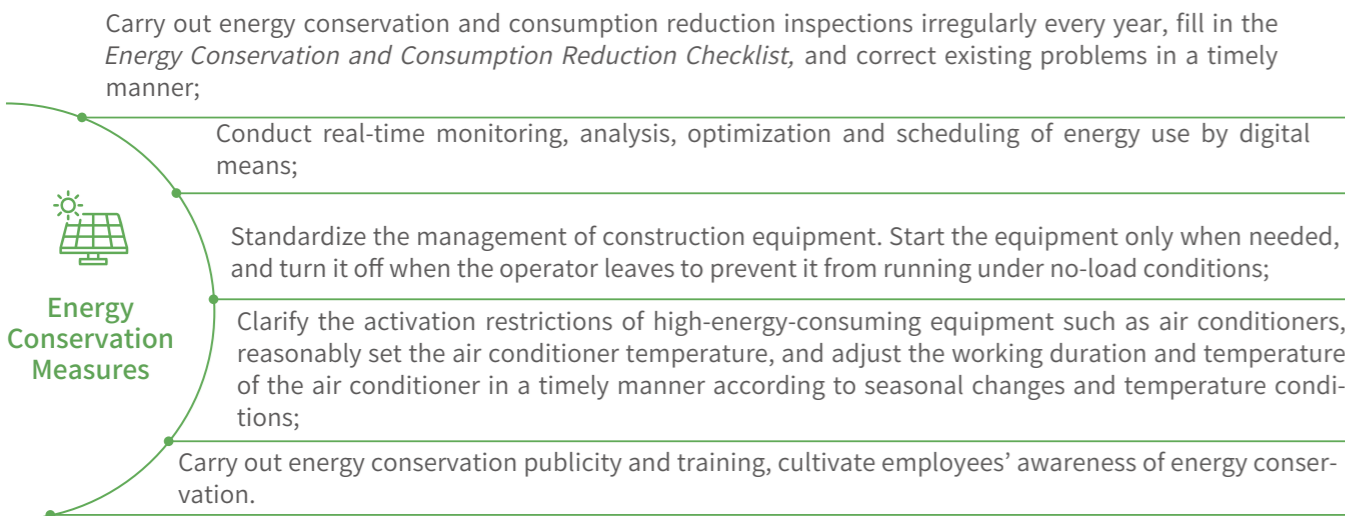 Carry out energy conservation and consumption reduction inspections irregularly every year, fill in the
Energy Conservation and Consumption Reduction Checklist, and correct existing problems in a timely
manner;
Conduct real-time monitoring, analysis, optimization and scheduling of energy use by digital
means;
Standardize the management of construction equipment. Start the equipment only when needed,
and turn it off when the operator leaves to prevent it from running under no-load conditions;
Energy
Conservation
Measures
Clarify the activation restrictions of high-energy-consuming equipment such as air conditioners,
reasonably set the air conditioner temperature, and adjust the working duration and temperature
of the air conditioner in a timely manner according to seasonal changes and temperature condi-
tions;
Carry out energy conservation publicity and training, cultivate employees’ awareness of energy conser-
vation.